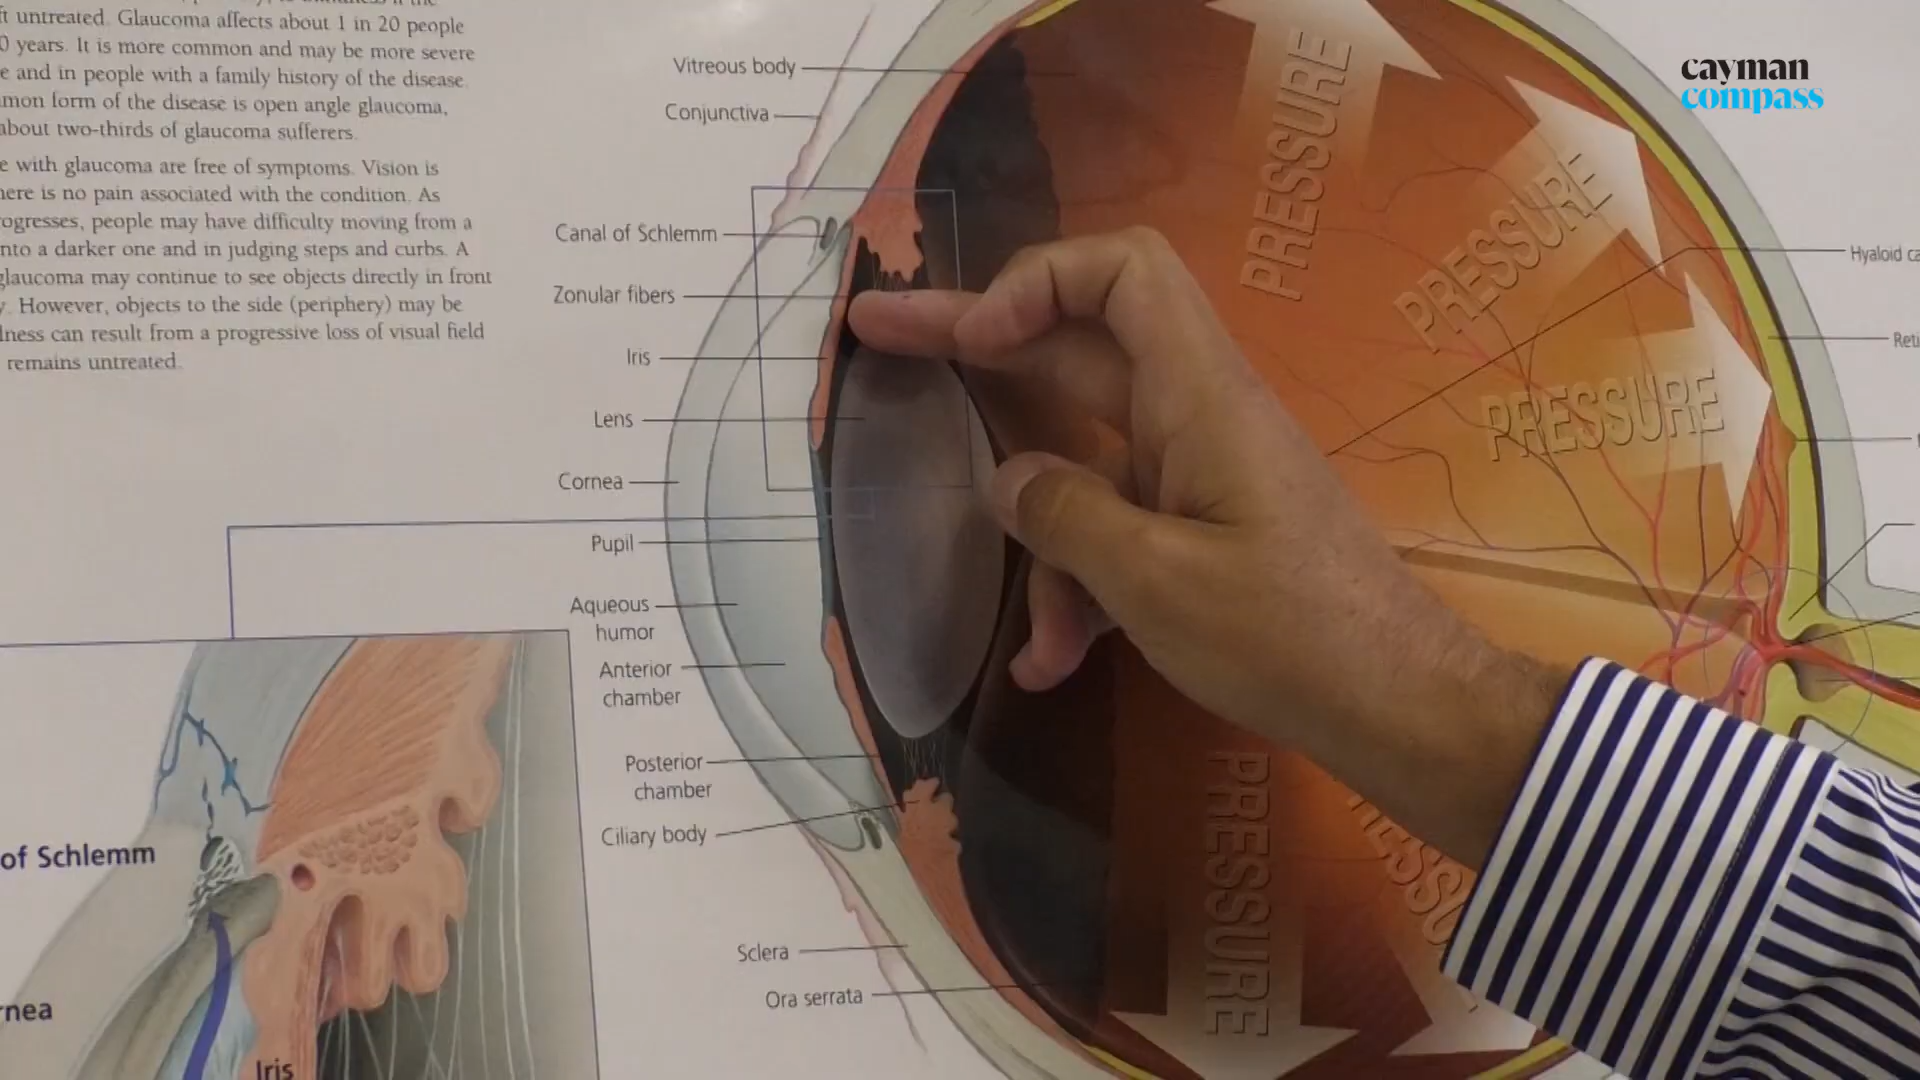 untreated. Glaucoma affects about 1 in 20 people
0 years. It is more common and may be more severe
e and in people with a family history of the disease.
mon form of the disease is open angle glaucoma,
about two-thirds of glaucoma sufferers.
e with glaucoma are free of symptoms. Vision is
here is no pain associated with the condition. As
rogresses, people may have difficulty moving from a
nto a darker one and in judging steps and curbs. A
glaucoma may continue to see objects directly in front
y. However, objects to the side (periphery) may be
dness can result from a progressive loss of visual field
remains untreated.
Vitreous body
Conjunctiva
Canal of Schlemm
Zonular fibers
Iris
Lens
Cornea
Pupil
Aqueous
humor
Anterior
chamber
Posterior
chamber
Ciliary body
Sclera
Ora serrata
PRESSURE
PRESSURE
PRESSURE
PRESSURE
RESSU
Hyaloid ca
Reti
of Schlemm
rnea
Iris
cayman
compass